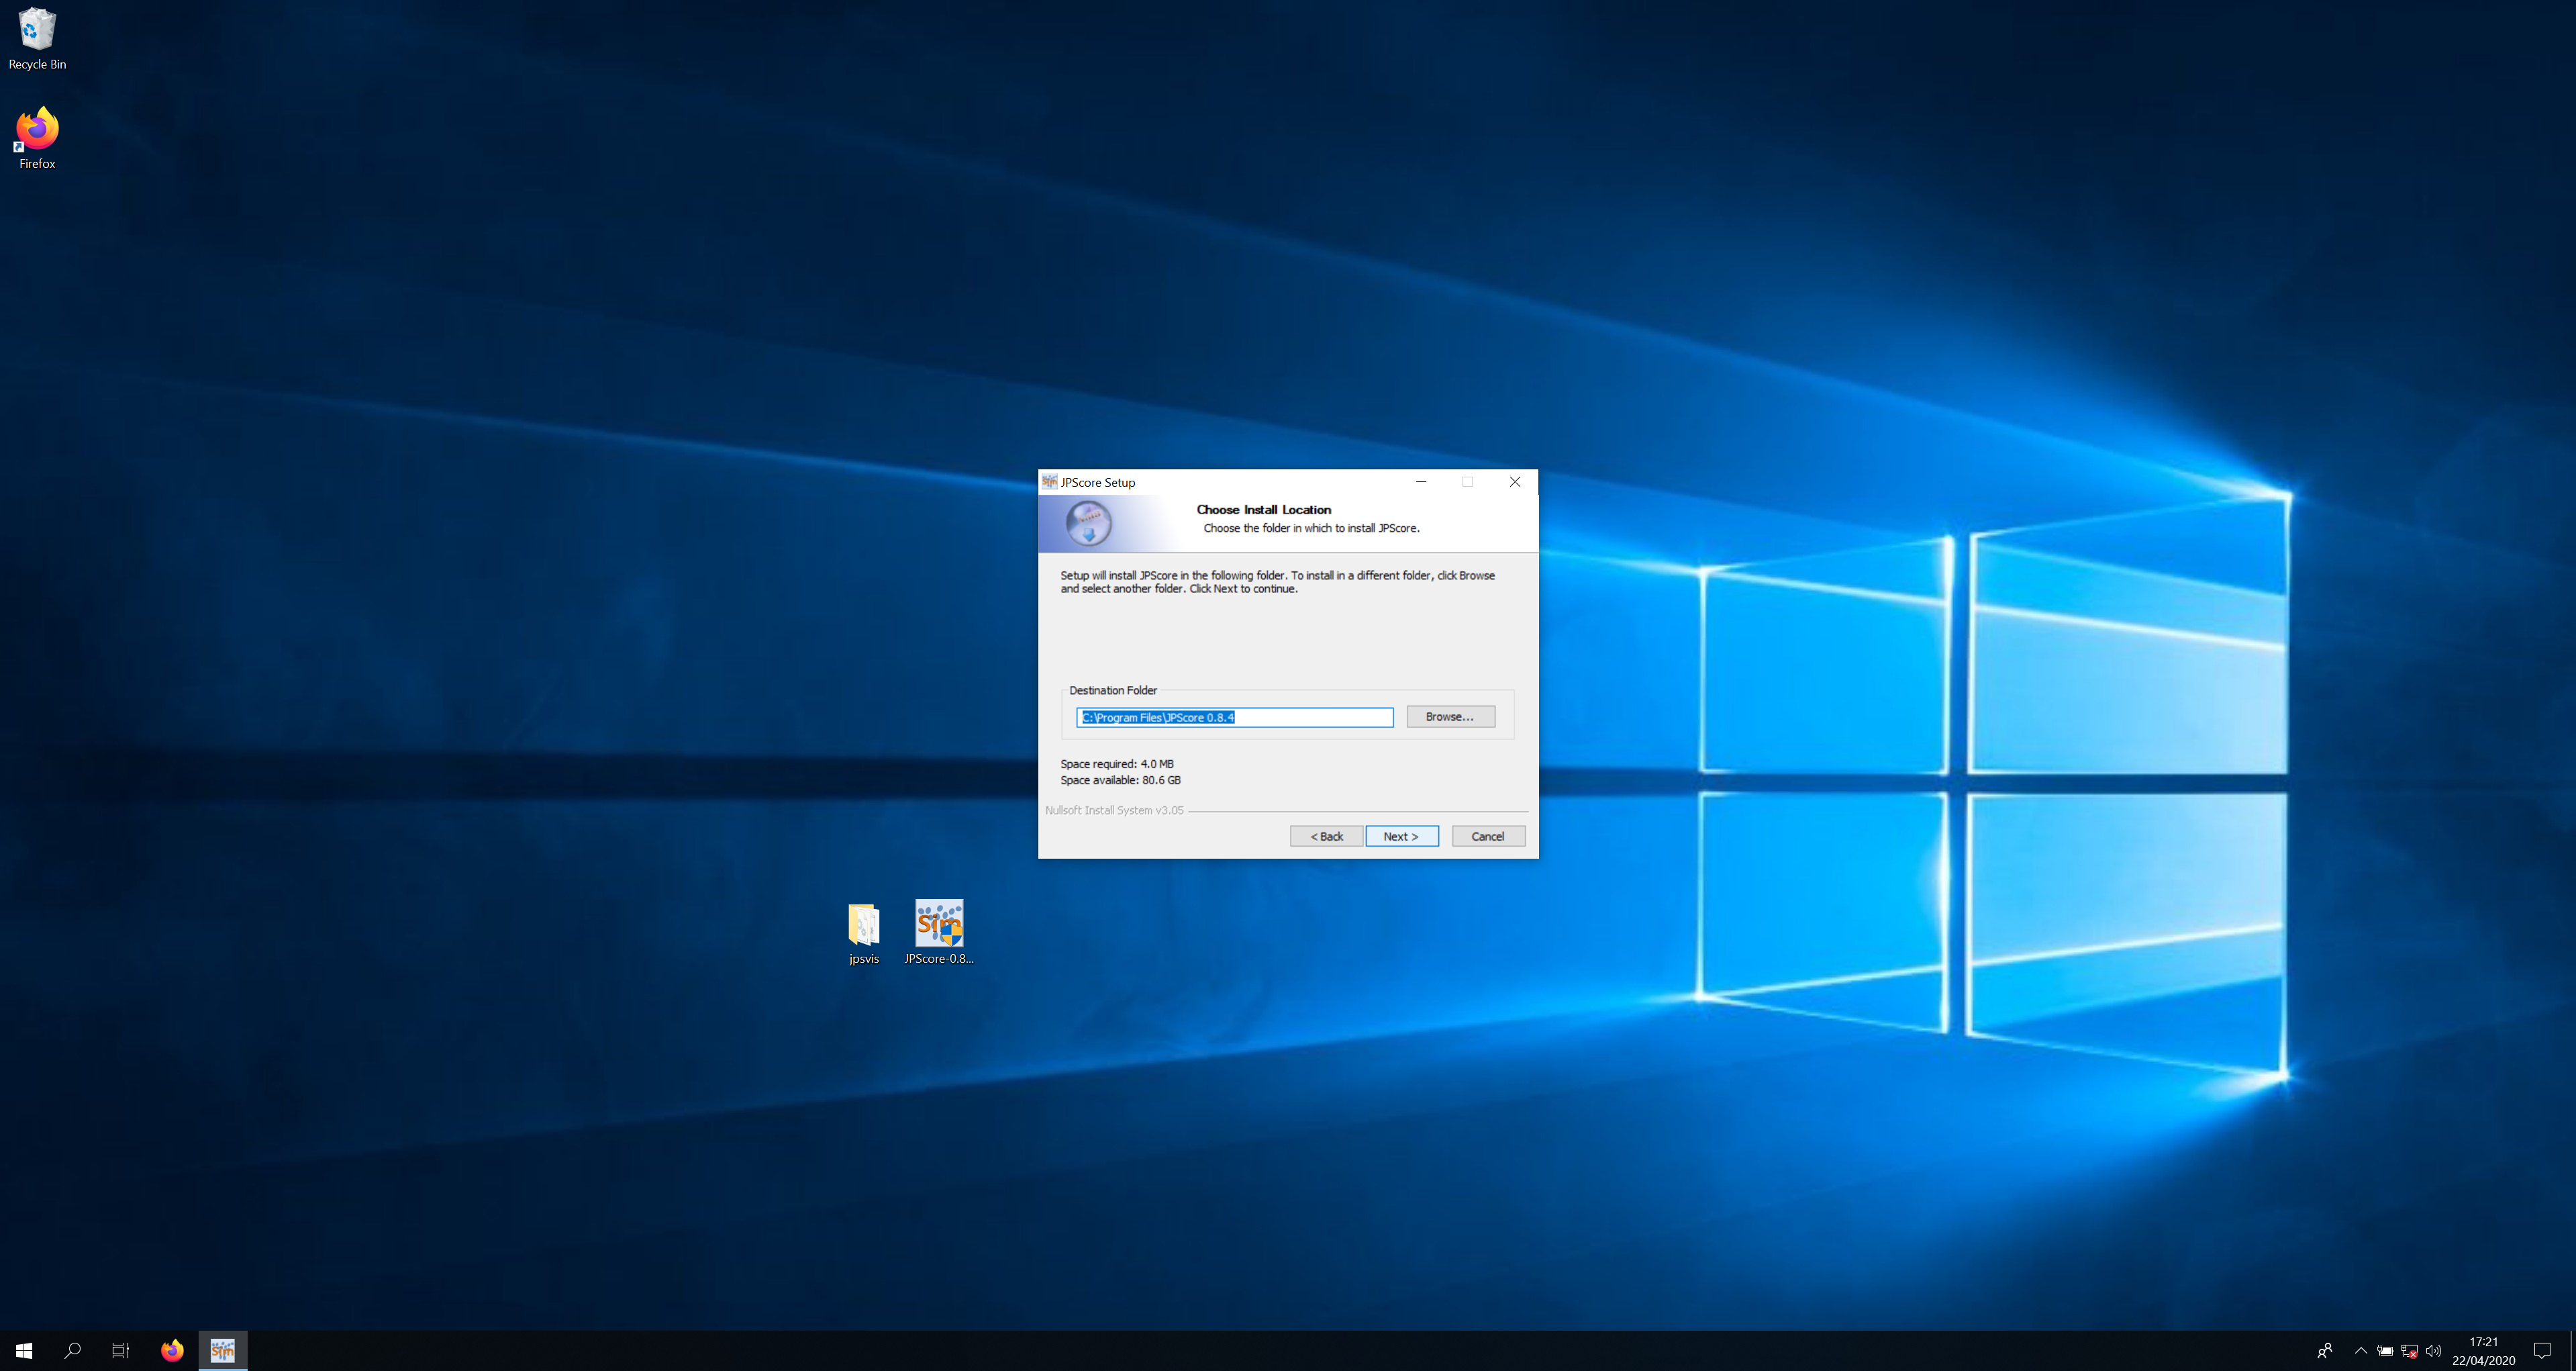 Recycle Bin
Firefox
JPScore Setup
Choose Install Location
Choose the folder in which to install JPScore.
Setup will install JPScore in the following folder. To install in a different folder, click Browse
and select another folder. Click Next to continue.
Destination Folder
C:\Program Files\JPScore 0.8.4
Browse...
Space required: 4.0 MB
Space available: 80.6 GB
Nullsoft Install System v3.05
< Back
Next >
Cancel
Sim
jpsvis
JPScore-0.8...
Sim
17:21
22/04/2020